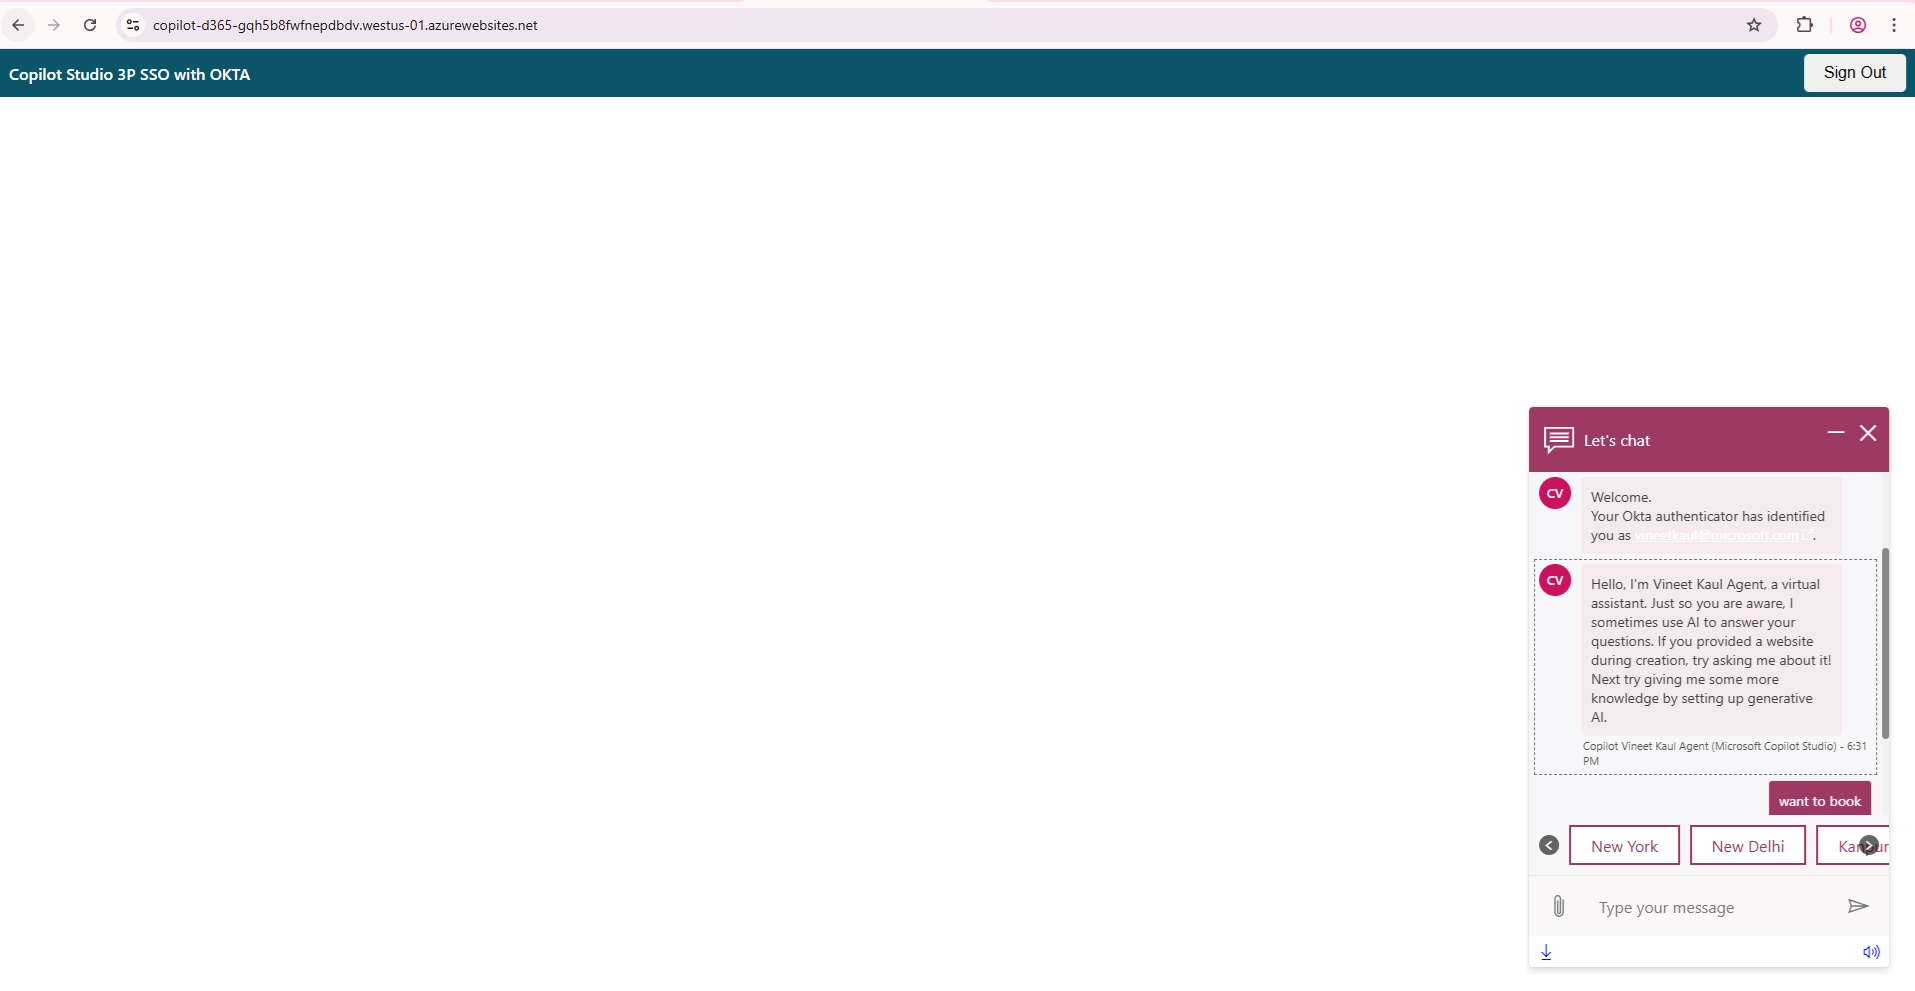 copilot-d365-gqh5b8fwfnepdbdv.westus-01.azurewebsites.net
Copilot Studio 3P SSO with OKTA
Sign Out
Let's chat
CV
Welcome.
Your Okta authenticator has identified
you as vineetkaul@microsoft.com.
CV
Hello, I'm Vineet Kaul Agent, a virtual
assistant. Just so you are aware, I
sometimes use AI to answer your
questions. If you provided a website
during creation, try asking me about it!
Next try giving me some more
knowledge by setting up generative
AI.
Copilot Vineet Kaul Agent (Microsoft Copilot Studio) - 6:31
PM
want to book
New York
New Delhi
Kanpur
Type your message